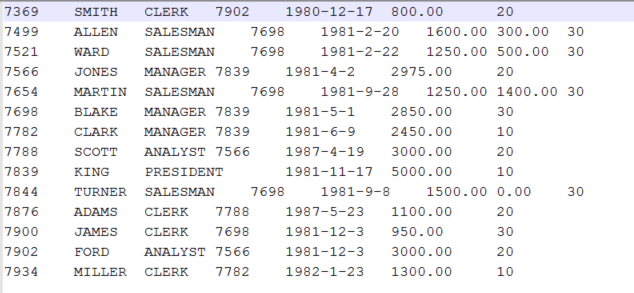 7369 SMITH CLERK 7902 1980-12-17 800.00 20
7499 ALLEN SALESMAN 7698 1981-2-20 1600.00 300.00 30
7521 WARD SALESMAN 7698 1981-2-22 1250.00 500.00 30
7566 JONES MANAGER 7839 1981-4-2 2975.00 20
7654 MARTIN SALESMAN 7698 1981-9-28 1250.00 1400.00 30
7698 BLAKE MANAGER 7839 1981-5-1 2850.00 30
7782 CLARK MANAGER 7839 1981-6-9 2450.00 10
7788 SCOTT ANALYST 7566 1987-4-19 3000.00 20
7839 KING PRESIDENT 1981-11-17 5000.00 10
7844 TURNER SALESMAN 7698 1981-9-8 1500.00 0.00 30
7876 ADAMS CLERK 7788 1987-5-23 1100.00 20
7900 JAMES CLERK 7698 1981-12-3 950.00 30
7902 FORD ANALYST 7566 1981-12-3 3000.00 20
7934 MILLER CLERK 7782 1982-1-23 1300.00 10